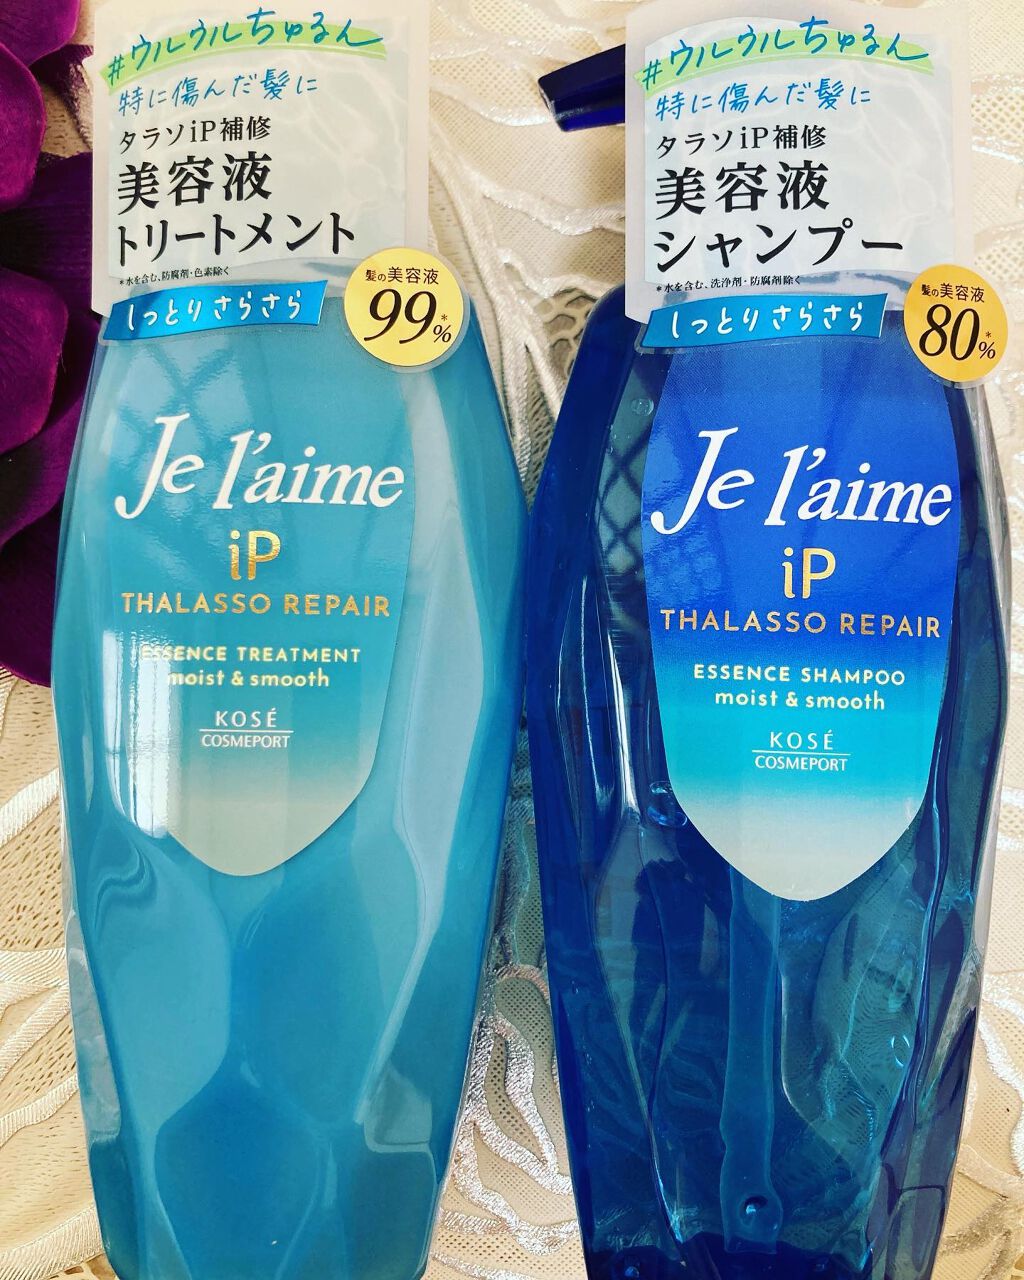 #ウルウルちゅるん
特に傷んだ髪に
タラソiP補修
美容液
トリートメント
*水を含む、防腐剤・色素除く
しっとりさらさら
髪の美容液
99%*
Je l'aime
iP
THALASSO REPAIR
ESSENCE TREATMENT
moist & smooth
KOSÉ
COSMEPORT
#ウルウルちゅるん
特に傷んだ髪に
タラソiP補修
美容液
シャンプー
*水を含む、洗浄剤・防腐剤除く
しっとりさらさら
髪の美容液
80%*
Je l'aime
iP
THALASSO REPAIR
ESSENCE SHAMPOO
moist & smooth
KOSÉ
COSMEPORT